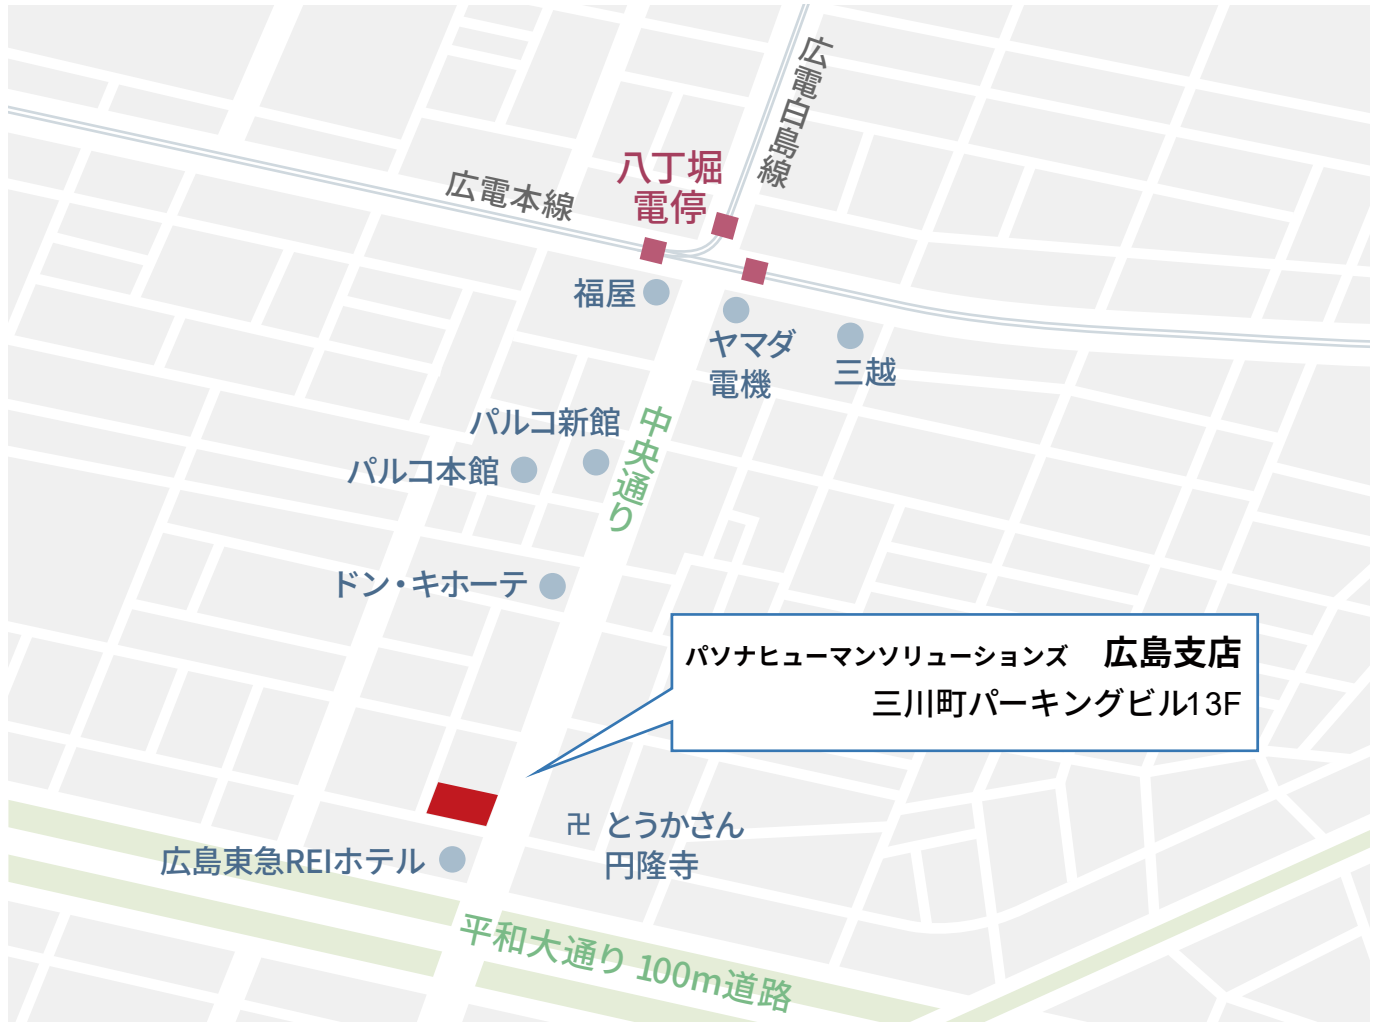 広電白島線
八丁堀
電停
広電本線
福屋
ヤマダ
電機
三越
中央通り
パルコ新館
パルコ本館
ドン・キホーテ
パソナヒューマンソリューションズ 広島支店
三川町パーキングビル13F
卍 とうかさん
円隆寺
広島東急REIホテル
平和大通り 100m道路